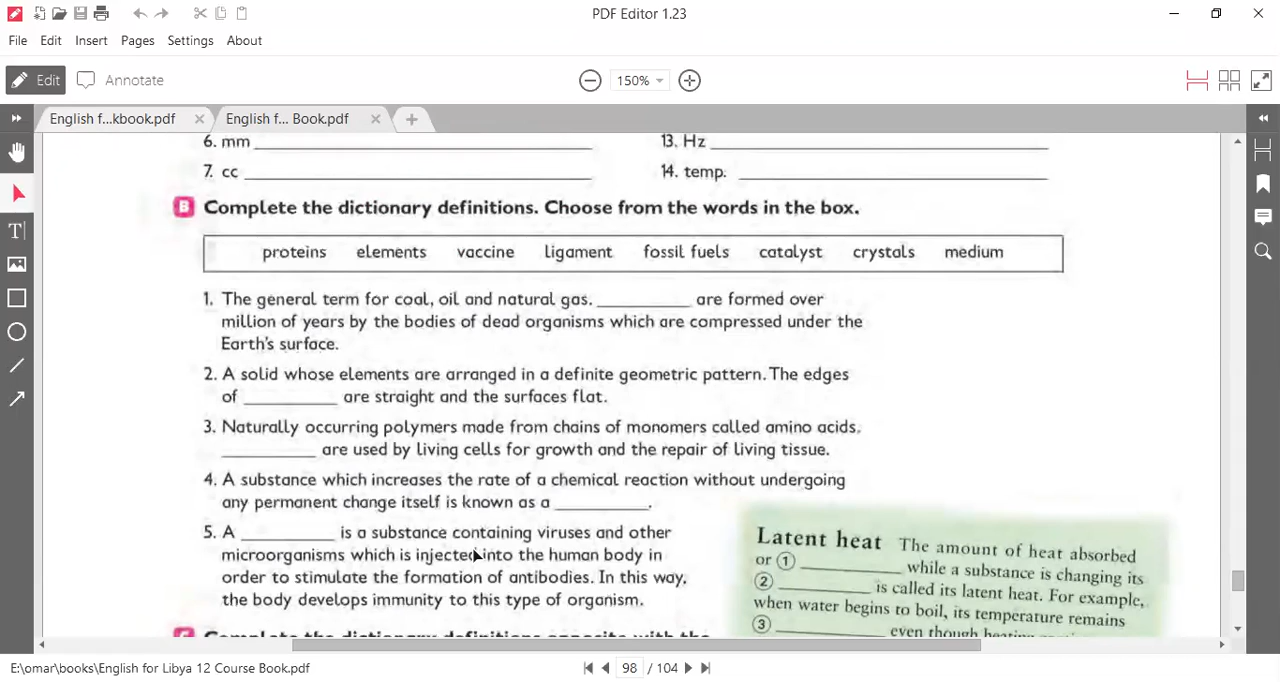 PDF Editor 1.23
File Edit Insert Pages Settings About
Edit Annotate 150%
English f...kbook.pdf English f... Book.pdf
6. mm ____________ 13. Hz ____________
7. cc ____________ 14. temp. ____________
B Complete the dictionary definitions. Choose from the words in the box.
proteins elements vaccine ligament fossil fuels catalyst crystals medium
1. The general term for coal, oil and natural gas. __________ are formed over
million of years by the bodies of dead organisms which are compressed under the
Earth's surface.
2. A solid whose elements are arranged in a definite geometric pattern. The edges
of __________ are straight and the surfaces flat.
3. Naturally occurring polymers made from chains of monomers called amino acids.
__________ are used by living cells for growth and the repair of living tissue.
4. A substance which increases the rate of a chemical reaction without undergoing
any permanent change itself is known as a __________.
5. A __________ is a substance containing viruses and other
microorganisms which is injected into the human body in
order to stimulate the formation of antibodies. In this way,
the body develops immunity to this type of organism.
Latent heat The amount of heat absorbed
or ① __________ while a substance is changing its
② __________ is called its latent heat. For example,
when water begins to boil, its temperature remains
③ __________ even though
Complete the dictionary definitions opposite with the
E:\omar\books\English for Libya 12 Course Book.pdf 98 / 104